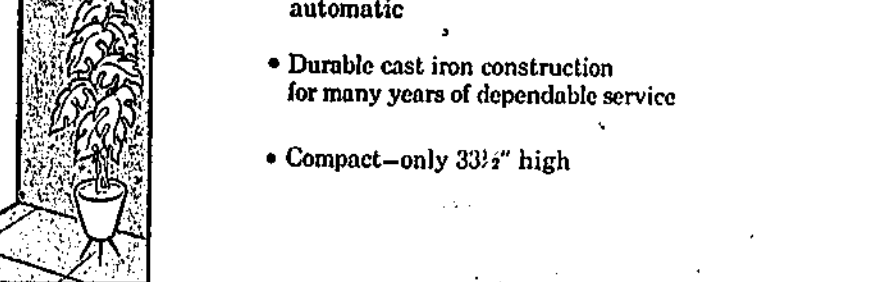 automatic
• Durable cast iron construction
for many years of dependable service
• Compact—only 33½" high